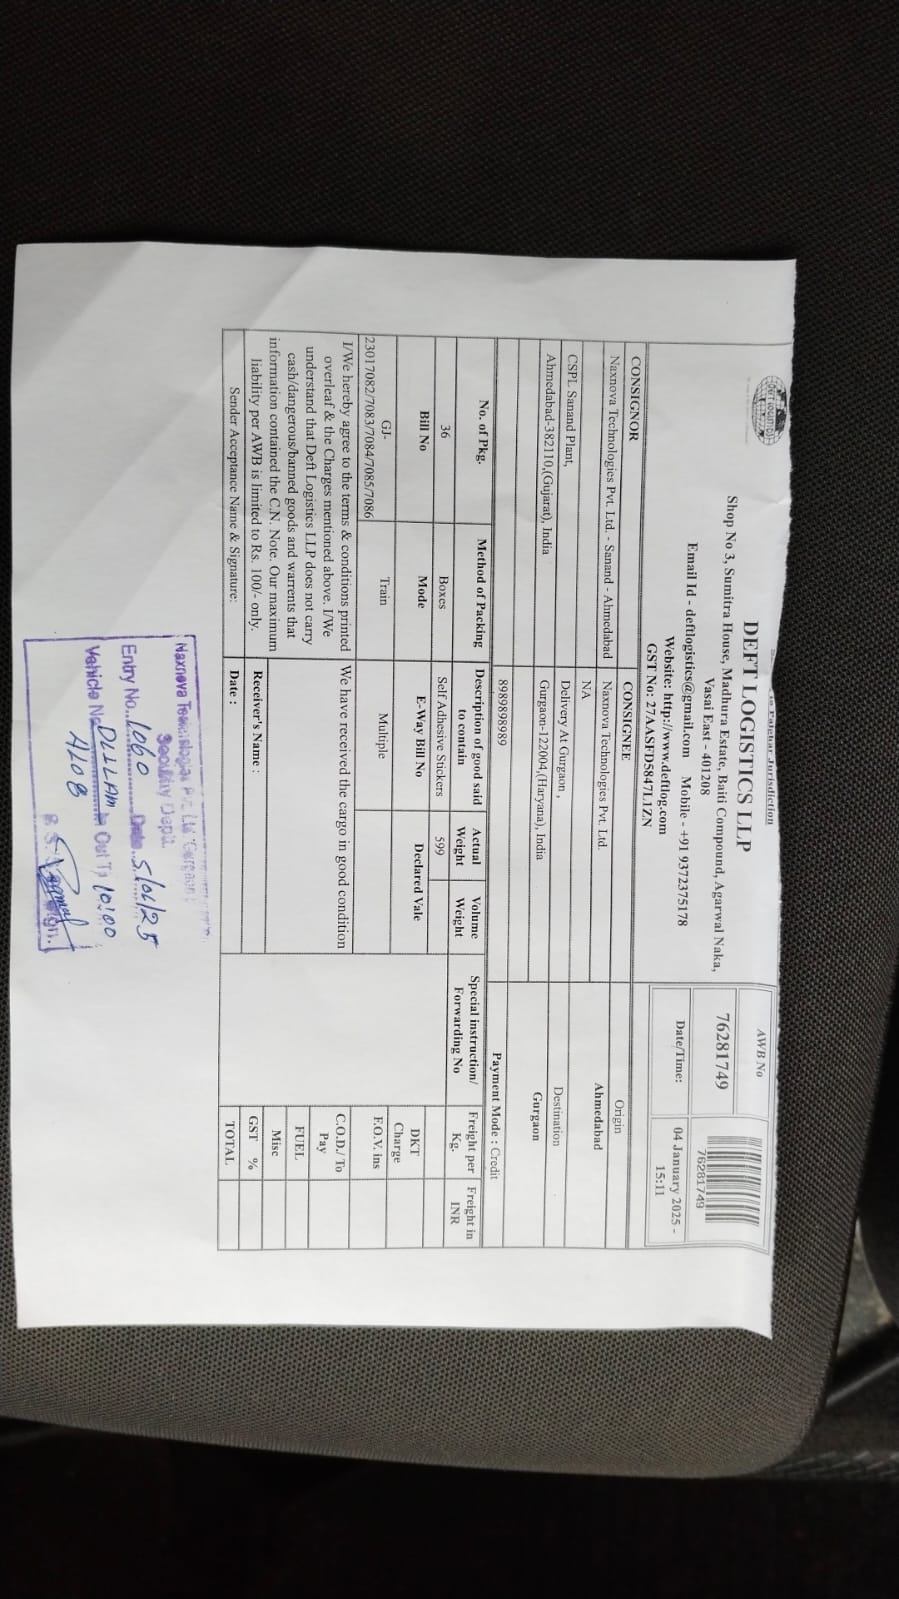 to Palghar Jurisdiction
DEFT LOGISTICS LLP
Shop No 3, Sumitra House, Madhura Estate, Baiti Compound, Agarwal Naka,
Vasai East - 401208
Email Id - deftlogistics@gmail.com Mobile - +91 9372375178
Website: http://www.deftlog.com
GST No: 27AASFD5847L1ZN
AWB No
76281749
76281749
Date/Time:
04 January 2025 -
15:11
CONSIGNOR
CONSIGNEE
Naxnova Technologies Pvt. Ltd. - Sanand - Ahmedabad
Naxnova Technologies Pvt. Ltd.
NA
CSPL Sanand Plant,
Ahmedabad-382110,(Gujarat), India
Delivery At Gurgaon ,
Gurgaon-122004,(Haryana), India
8989898989
Origin
Ahmedabad
Destination
Gurgaon
Payment Mode : Credit
No. of Pkg.
Method of Packing
Description of good said
to contain
Actual
Weight
Volume
Weight
Special instruction/
Forwarding No
Freight per
Kg.
Freight in
INR
36
Boxes
Self Adhesive Stickers
599
Bill No
Mode
E-Way Bill No
Declared Vale
DKT
Charge
GJ-
23017082/7083/7084/7085/7086
Train
Multiple
F.O.V. ins
I/We hereby agree to the terms & conditions printed
overleaf & the Charges mentioned above. I/We
understand that Deft Logistics LLP does not carry
cash/dangerous/banned goods and warrents that
information contained the C.N. Note. Our maximum
liability per AWB is limited to Rs. 100/- only.
We have received the cargo in good condition
C.O.D./ To
Pay
FUEL
Misc
GST %
TOTAL
Receiver's Name :
Sender Acceptance Name & Signature:
Date :
Security Dept.
Entry No. 1060 Date 5/01/25
Vehicle No DL1LAM Out T 10:00
4108